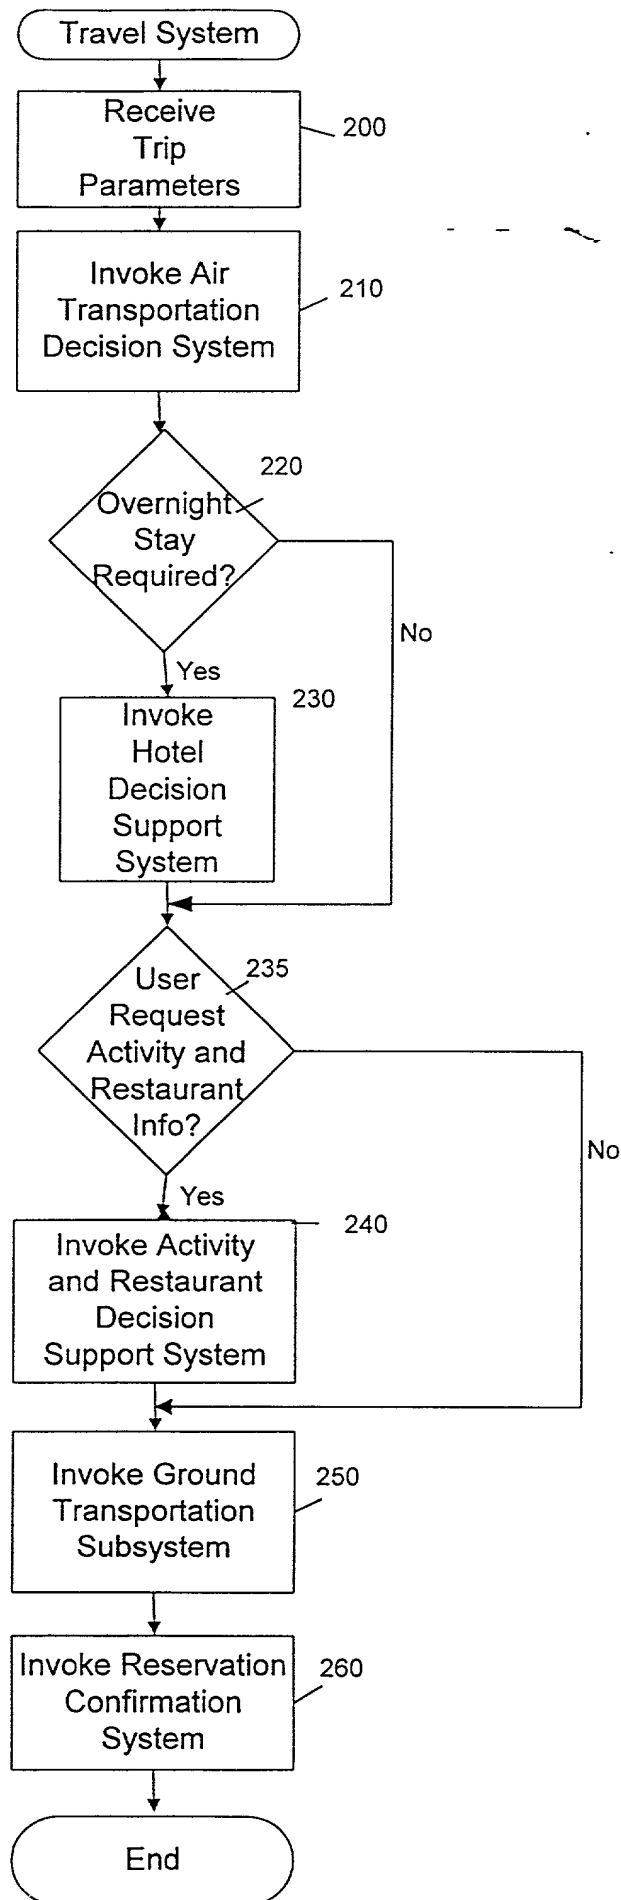 Travel System
Receive
Trip
Parameters
200
Invoke Air
Transportation
Decision System
210
220
Overnight
Stay
Required?
No
Yes
230
Invoke
Hotel
Decision
Support
System
235
User
Request
Activity and
Restaurant
Info?
No
Yes
240
Invoke Activity
and Restaurant
Decision
Support System
Invoke Ground
Transportation
Subsystem
250
Invoke Reservation
Confirmation
System
260
End